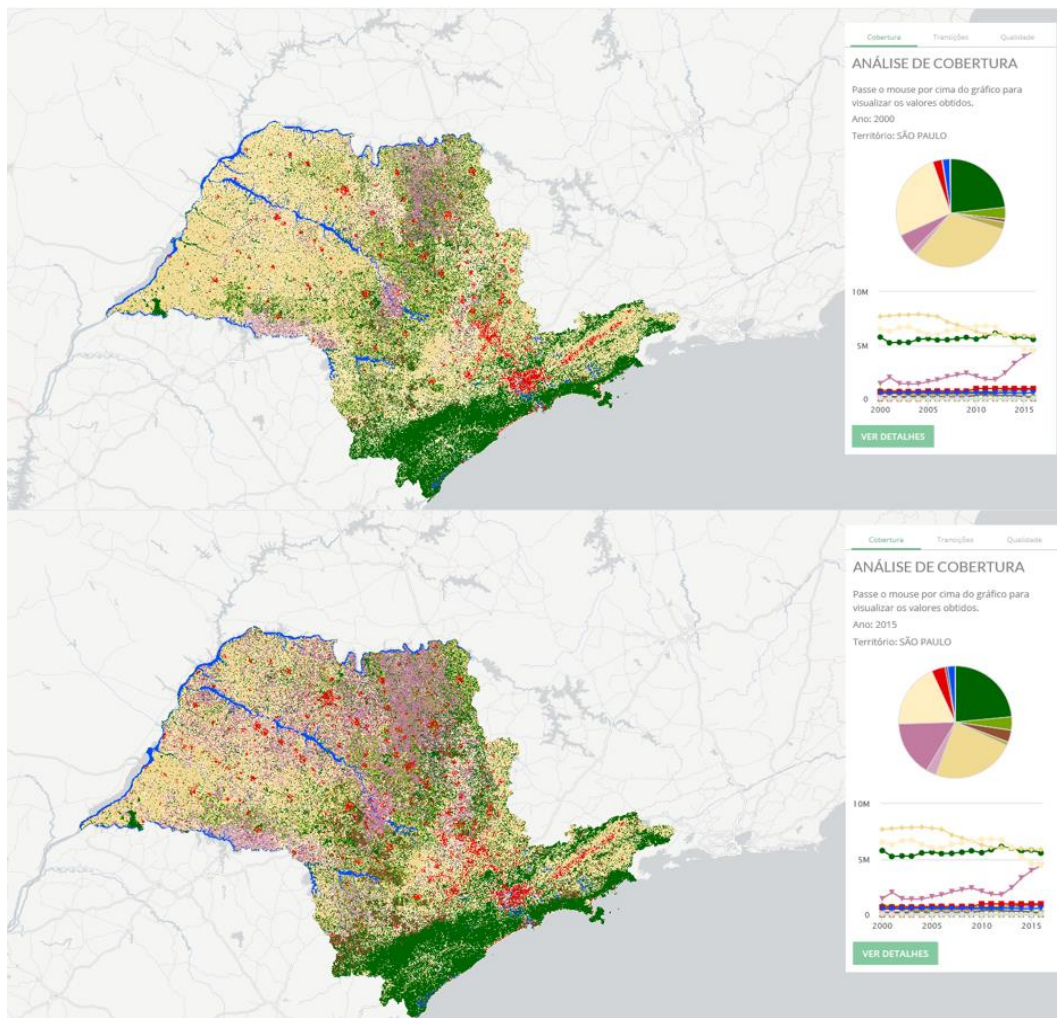 Cobertura Transições Qualidade
ANÁLISE DE COBERTURA
Passe o mouse por cima do gráfico para
visualizar os valores obtidos.
Ano: 2000
Território: SÃO PAULO
10M
5M
0
2000 2005 2010 2015
VER DETALHES
Cobertura Transições Qualidade
ANÁLISE DE COBERTURA
Passe o mouse por cima do gráfico para
visualizar os valores obtidos.
Ano: 2015
Território: SÃO PAULO
10M
5M
0
2000 2005 2010 2015
VER DETALHES